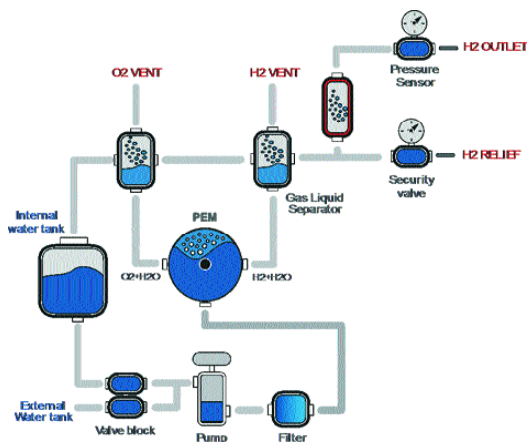 O2 VENT
H2 VENT
H2 OUTLET
Pressure
Sensor
H2 RELIEF
Security
valve
Gas Liquid
Separator
Internal
water tank
PEM
O2+H2O
H2+H2O
External
Water tank
Valve block
Pump
Filter